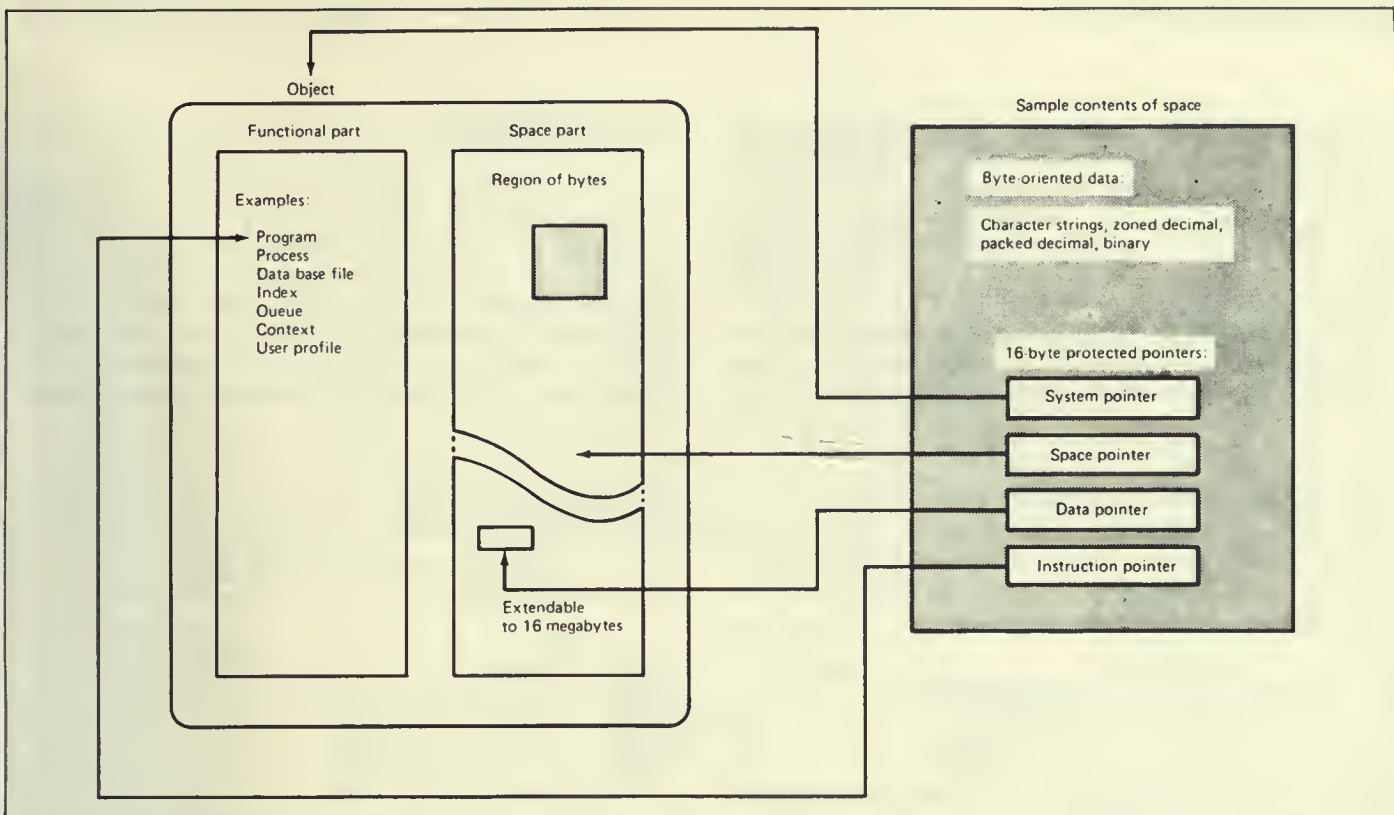 Object
Functional part
Space part
Examples:
Program
Process
Data base file
Index
Queue
Context
User profile
Region of bytes
Extendable
to 16 megabytes
Sample contents of space
Byte-oriented data:
Character strings, zoned decimal,
packed decimal, binary
16-byte protected pointers:
System pointer
Space pointer
Data pointer
Instruction pointer